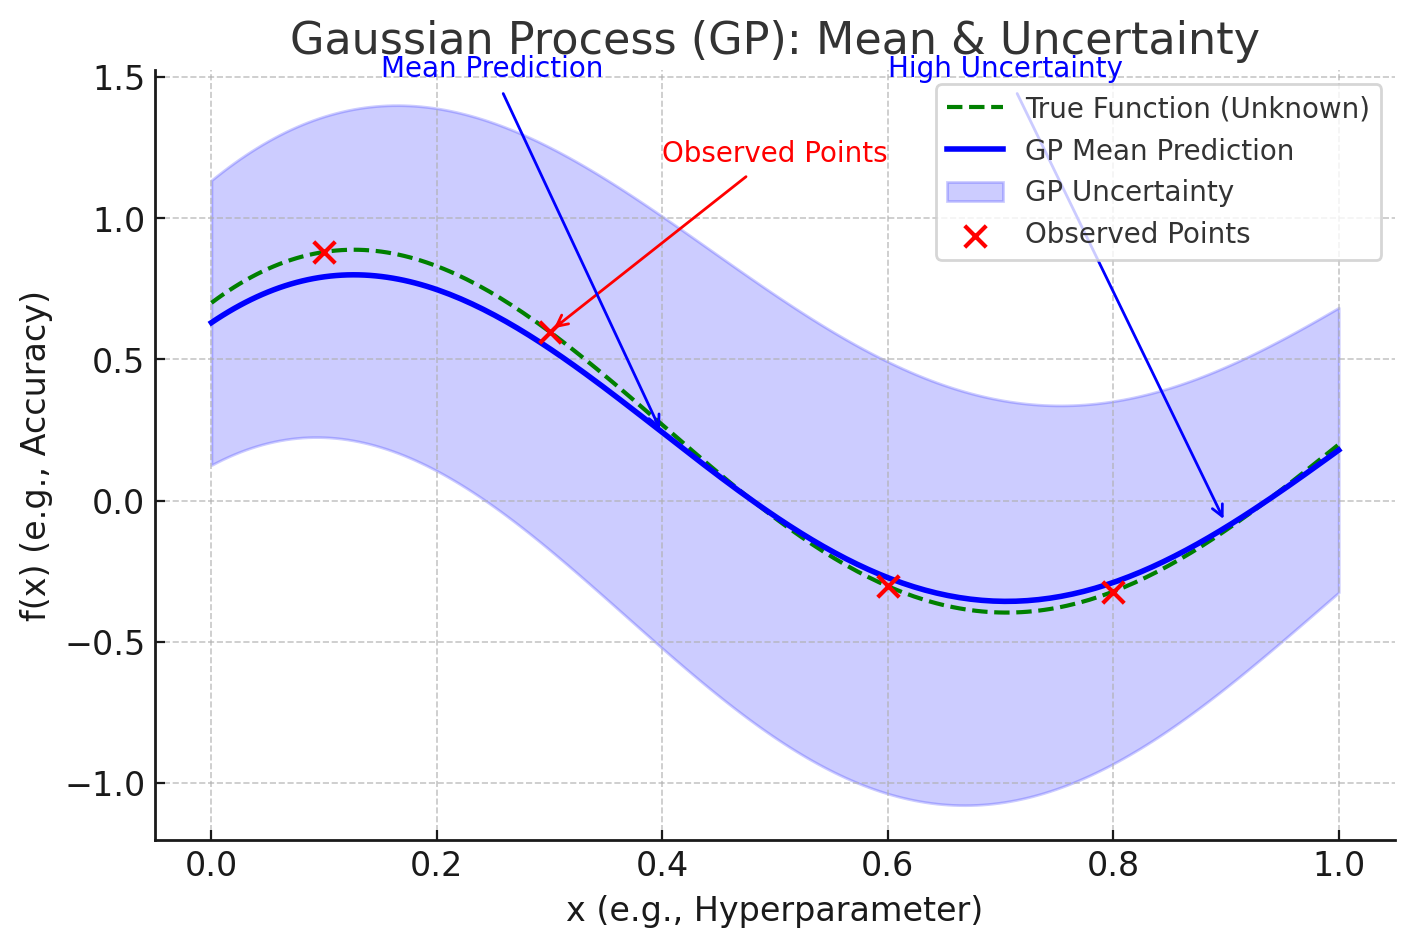 Gaussian Process (GP): Mean & Uncertainty
Mean Prediction
High Uncertainty
Observed Points
True Function (Unknown)
GP Mean Prediction
GP Uncertainty
Observed Points
1.5
1.0
0.5
0.0
−0.5
−1.0
f(x) (e.g., Accuracy)
0.0 0.2 0.4 0.6 0.8 1.0
x (e.g., Hyperparameter)